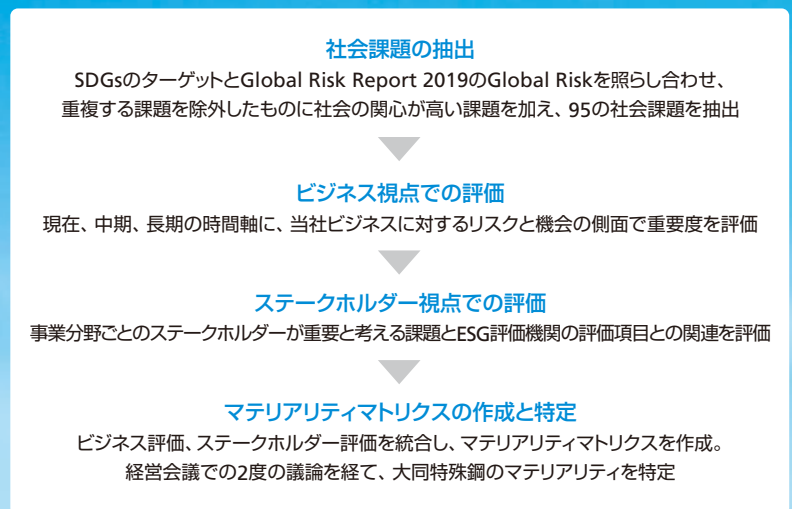 社会課題の抽出
SDGsのターゲットとGlobal Risk Report 2019のGlobal Riskを照らし合わせ、
重複する課題を除外したものに社会の関心が高い課題を加え、95の社会課題を抽出
ビジネス視点での評価
現在、中期、長期の時間軸に、当社ビジネスに対するリスクと機会の側面で重要度を評価
ステークホルダー視点での評価
事業分野ごとのステークホルダーが重要と考える課題とESG評価機関の評価項目との関連を評価
マテリアリティマトリクスの作成と特定
ビジネス評価、ステークホルダー評価を統合し、マテリアリティマトリクスを作成。
経営会議での2度の議論を経て、大同特殊鋼のマテリアリティを特定